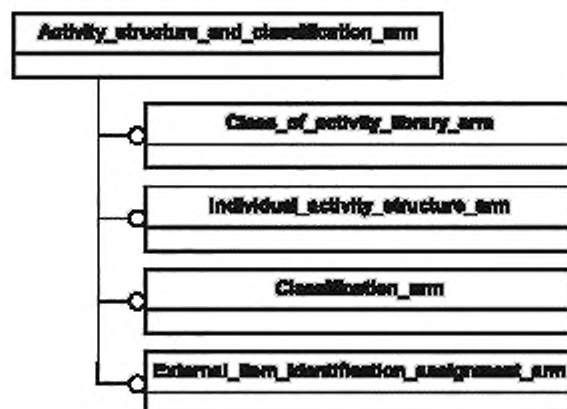 Activity_structure_and_classification_arm
Class_of_activity_library_arm
Individual_activity_structure_arm
Classification_arm
External_item_identification_assignment_arm